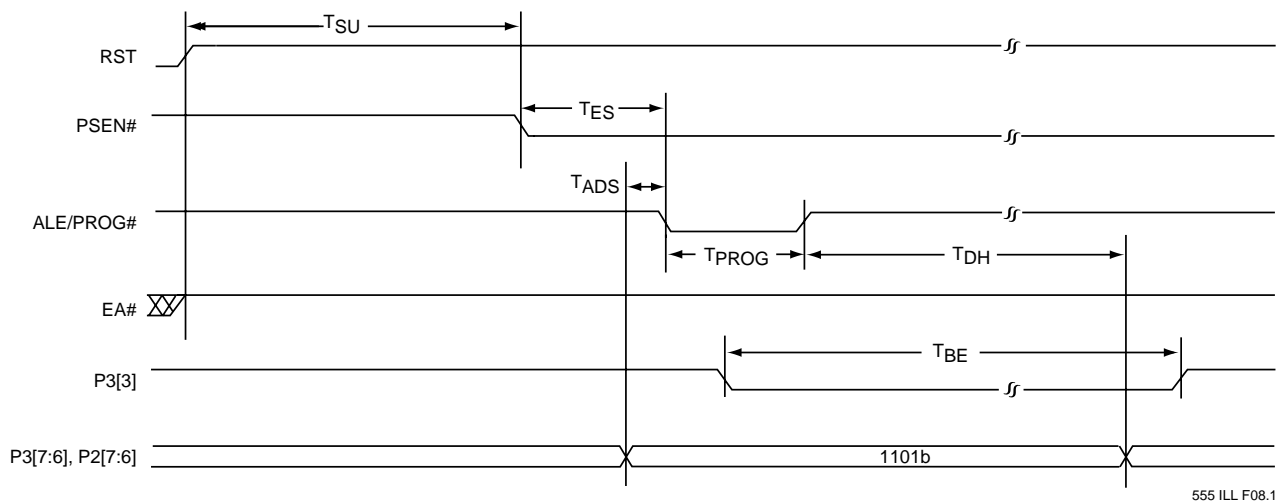 TSU
RST
TES
PSEN#
TADS
ALE/PROG#
TPROG
TDH
EA#
TBE
P3[3]
P3[7:6], P2[7:6]
1101b
555 ILL F08.1